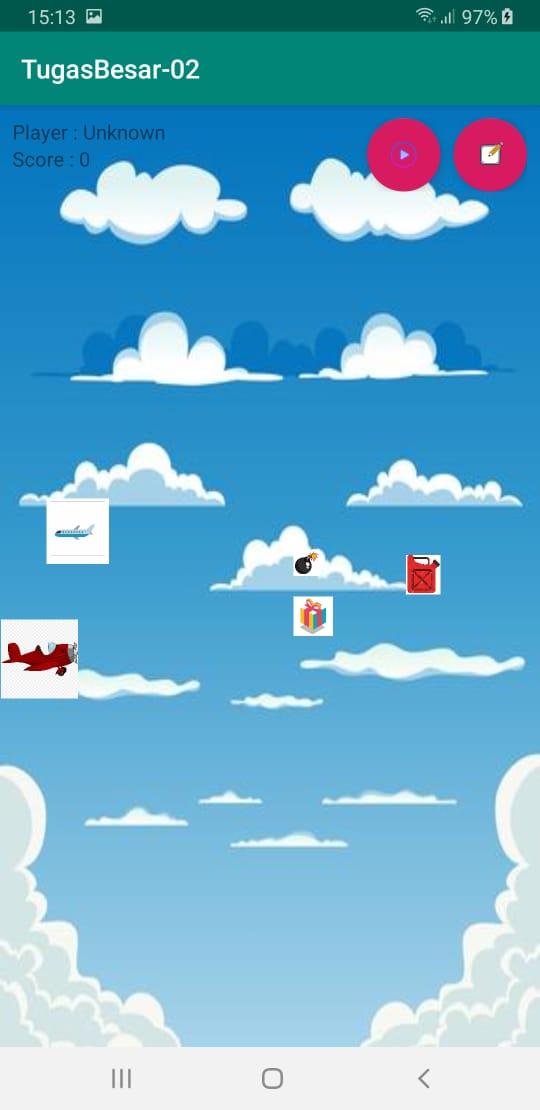 15:13
97%
TugasBesar-02
Player : Unknown
Score : 0